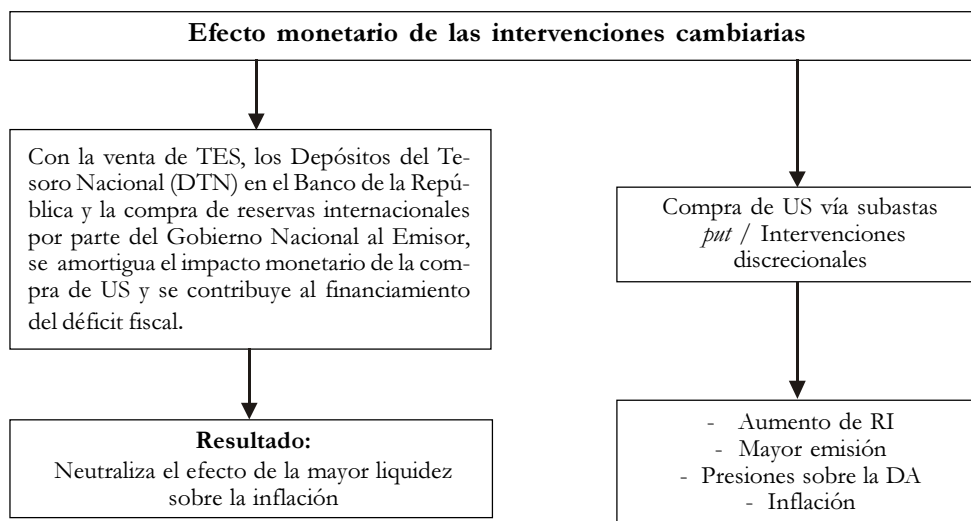 Efecto monetario de las intervenciones cambiarias
Con la venta de TES, los Depósitos del Te-
soro Nacional (DTN) en el Banco de la Repú-
blica y la compra de reservas internacionales
por parte del Gobierno Nacional al Emisor,
se amortigua el impacto monetario de la com-
pra de US y se contribuye al financiamiento
del déficit fiscal.
Compra de US vía subastas
put / Intervenciones
discrecionales
Resultado:
Neutraliza el efecto de la mayor liquidez
sobre la inflación
- Aumento de RI
- Mayor emisión
- Presiones sobre la DA
- Inflación